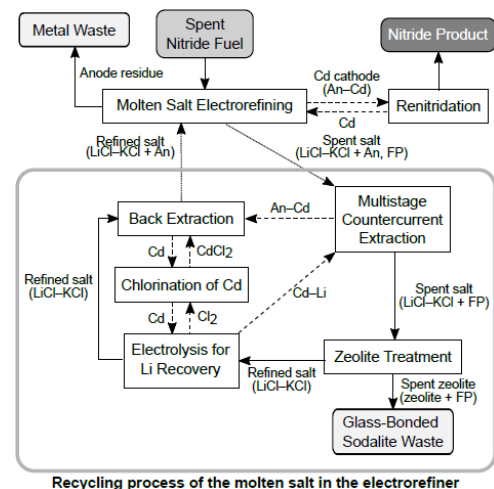 Metal Waste
Spent
Nitride Fuel
Nitride Product
Anode residue
Cd cathode
(An–Cd)
Molten Salt Electrorefining
Renitridation
Cd
Refined salt
(LiCl–KCl + An)
Spent salt
(LiCl–KCl + An, FP)
Back Extraction
An–Cd
Multistage
Countercurrent
Extraction
Cd
CdCl2
Refined salt
(LiCl–KCl)
Chlorination of Cd
Cd–Li
Spent salt
(LiCl–KCl + FP)
Cd
Cl2
Electrolysis for
Li Recovery
Zeolite Treatment
Refined salt
(LiCl–KCl)
Spent zeolite
(zeolite + FP)
Glass-Bonded
Sodalite Waste
Recycling process of the molten salt in the electrorefiner